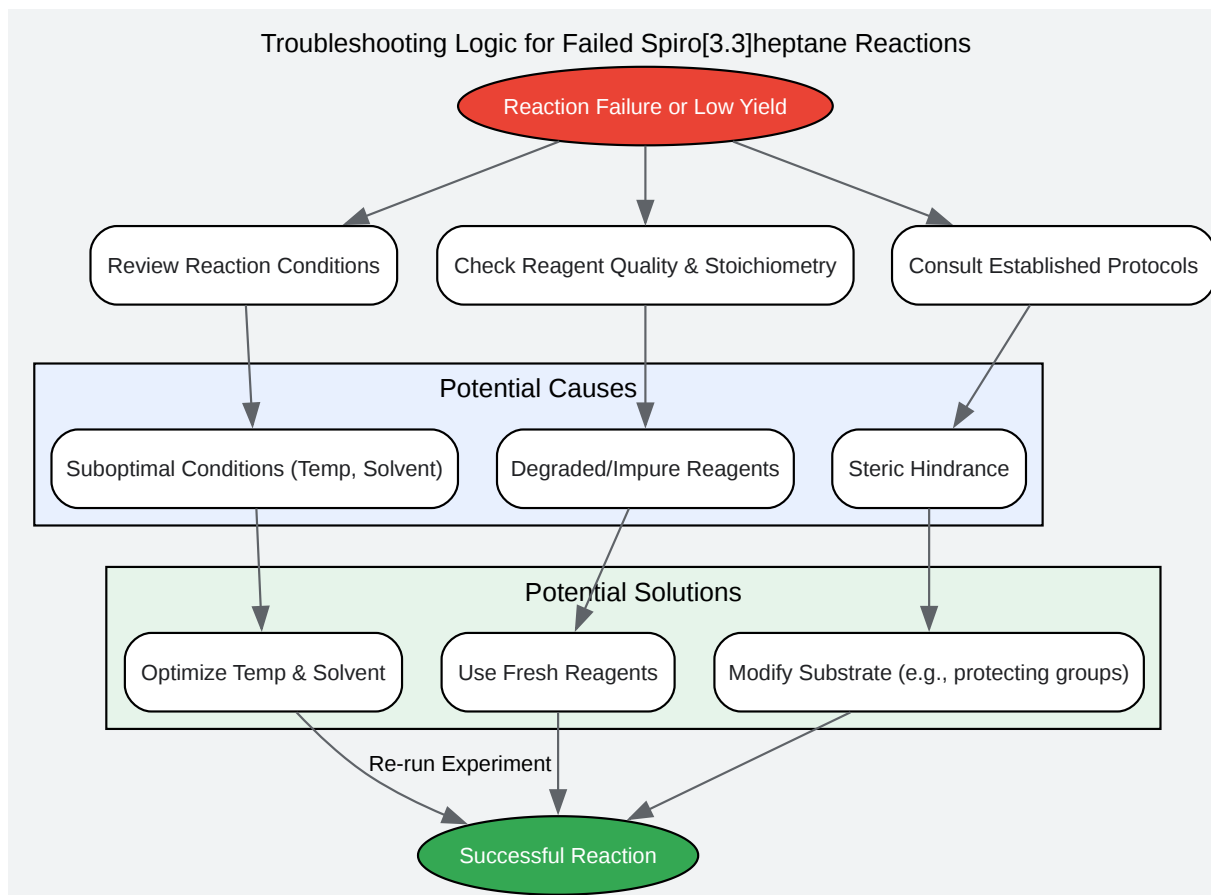 Troubleshooting Logic for Failed Spiro[3.3]heptane Reactions
Reaction Failure or Low Yield
Review Reaction Conditions
Check Reagent Quality & Stoichiometry
Consult Established Protocols
Potential Causes
Suboptimal Conditions (Temp, Solvent)
Degraded/Impure Reagents
Steric Hindrance
Potential Solutions
Optimize Temp & Solvent
Use Fresh Reagents
Modify Substrate (e.g., protecting groups)
Re-run Experiment
Successful Reaction